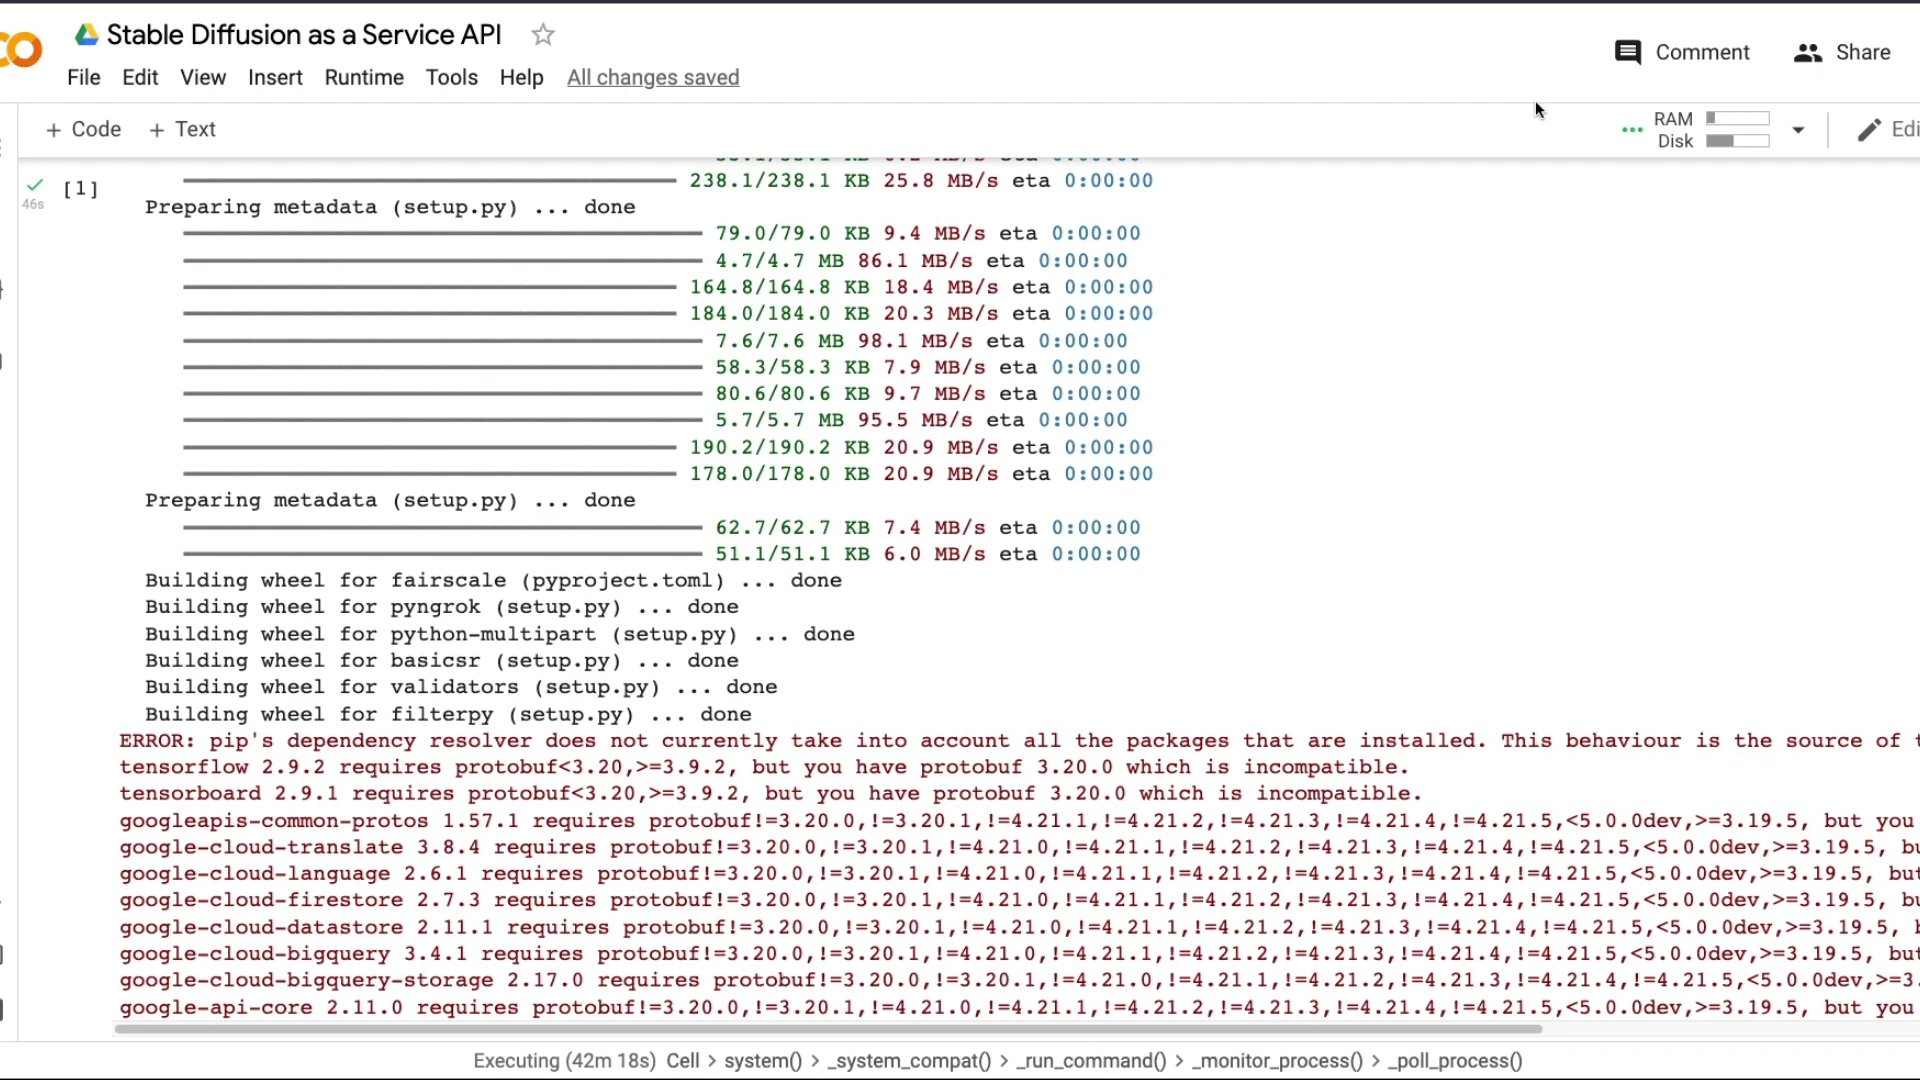 Stable Diffusion as a Service API
Comment
Share
File Edit View Insert Runtime Tools Help All changes saved
+ Code + Text
RAM
Disk
[1]
46s
238.1/238.1 KB 25.8 MB/s eta 0:00:00
Preparing metadata (setup.py) ... done
79.0/79.0 KB 9.4 MB/s eta 0:00:00
4.7/4.7 MB 86.1 MB/s eta 0:00:00
164.8/164.8 KB 18.4 MB/s eta 0:00:00
184.0/184.0 KB 20.3 MB/s eta 0:00:00
7.6/7.6 MB 98.1 MB/s eta 0:00:00
58.3/58.3 KB 7.9 MB/s eta 0:00:00
80.6/80.6 KB 9.7 MB/s eta 0:00:00
5.7/5.7 MB 95.5 MB/s eta 0:00:00
190.2/190.2 KB 20.9 MB/s eta 0:00:00
178.0/178.0 KB 20.9 MB/s eta 0:00:00
Preparing metadata (setup.py) ... done
62.7/62.7 KB 7.4 MB/s eta 0:00:00
51.1/51.1 KB 6.0 MB/s eta 0:00:00
Building wheel for fairscale (pyproject.toml) ... done
Building wheel for pyngrok (setup.py) ... done
Building wheel for python-multipart (setup.py) ... done
Building wheel for basicsr (setup.py) ... done
Building wheel for validators (setup.py) ... done
Building wheel for filterpy (setup.py) ... done
ERROR: pip's dependency resolver does not currently take into account all the packages that are installed. This behaviour is the source of
tensorflow 2.9.2 requires protobuf<3.20,>=3.9.2, but you have protobuf 3.20.0 which is incompatible.
tensorboard 2.9.1 requires protobuf<3.20,>=3.9.2, but you have protobuf 3.20.0 which is incompatible.
googleapis-common-protos 1.57.1 requires protobuf!=3.20.0,!=3.20.1,!=4.21.1,!=4.21.2,!=4.21.3,!=4.21.4,!=4.21.5,<5.0.0dev,>=3.19.5, but you
google-cloud-translate 3.8.4 requires protobuf!=3.20.0,!=3.20.1,!=4.21.0,!=4.21.1,!=4.21.2,!=4.21.3,!=4.21.4,!=4.21.5,<5.0.0dev,>=3.19.5,
google-cloud-language 2.6.1 requires protobuf!=3.20.0,!=3.20.1,!=4.21.0,!=4.21.1,!=4.21.2,!=4.21.3,!=4.21.4,!=4.21.5,<5.0.0dev,>=3.19.5, but
google-cloud-firestore 2.7.3 requires protobuf!=3.20.0,!=3.20.1,!=4.21.0,!=4.21.1,!=4.21.2,!=4.21.3,!=4.21.4,!=4.21.5,<5.0.0dev,>=3.19.5,
google-cloud-datastore 2.11.1 requires protobuf!=3.20.0,!=3.20.1,!=4.21.0,!=4.21.1,!=4.21.2,!=4.21.3,!=4.21.4,!=4.21.5,<5.0.0dev,>=3.19.5,
google-cloud-bigquery 3.4.1 requires protobuf!=3.20.0,!=3.20.1,!=4.21.0,!=4.21.1,!=4.21.2,!=4.21.3,!=4.21.4,!=4.21.5,<5.0.0dev,>=3.19.5, but
google-cloud-bigquery-storage 2.17.0 requires protobuf!=3.20.0,!=3.20.1,!=4.21.0,!=4.21.1,!=4.21.2,!=4.21.3,!=4.21.4,!=4.21.5,<5.0.0dev,>=3.
google-api-core 2.11.0 requires protobuf!=3.20.0,!=3.20.1,!=4.21.0,!=4.21.1,!=4.21.2,!=4.21.3,!=4.21.4,!=4.21.5,<5.0.0dev,>=3.19.5, but you
Executing (42m 18s) Cell > system() > _system_compat() > _run_command() > _monitor_process() > _poll_process()